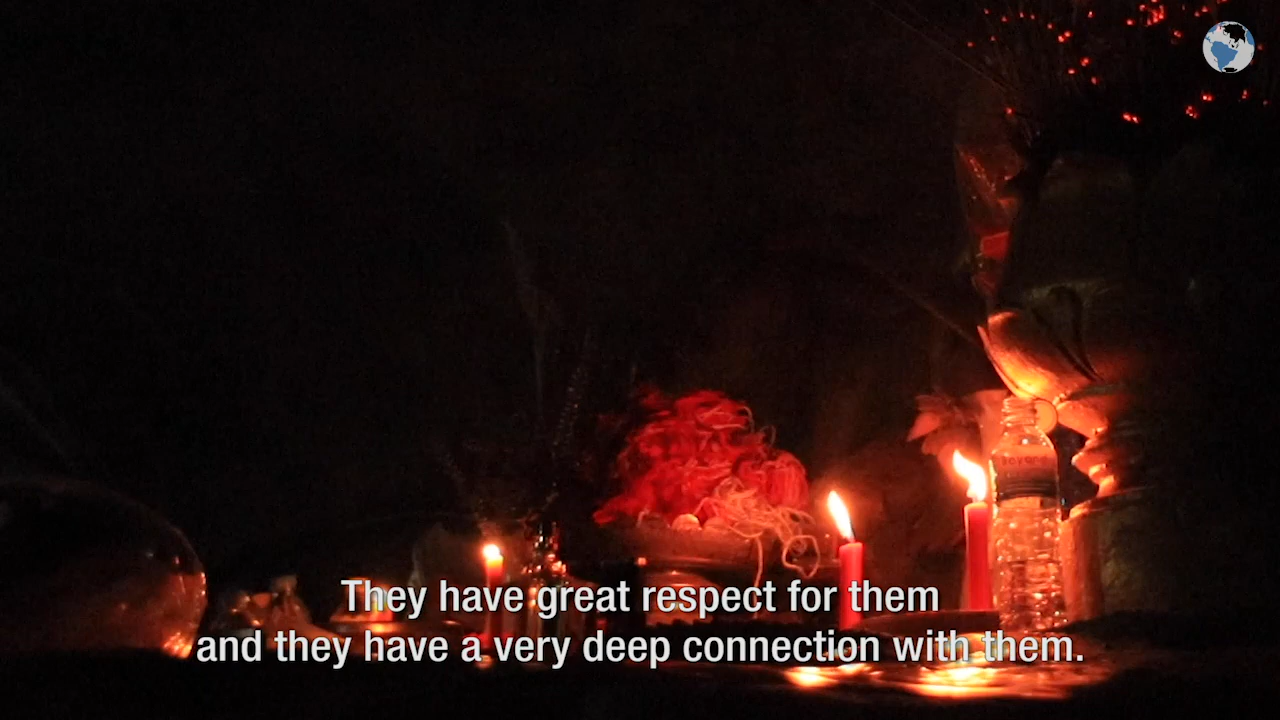 They have great respect for them
and they have a very deep connection with them.